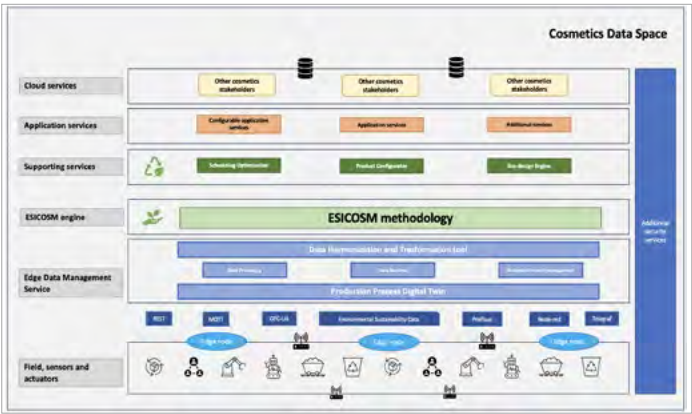 Cosmetics Data Space
Cloud services
Other cosmetics
stakeholders
Other cosmetics
stakeholders
Other cosmetics
stakeholders
Application services
Configurable application
services
Application services
Additional services
Supporting services
Scheduling Optimisation
Product Configurator
Eco-design Engine
ESICOSM engine
ESICOSM methodology
Additional
security
services
Data Harmonization and Trasformation tool
Edge Data Management
Service
Production Process Digital Twin
REST
MQTT
OPC-UA
Environmental Sustainability Data
Profibus
Node-red
Telegraf
Edge node
Edge node
Edge node
Field, sensors and
actuators